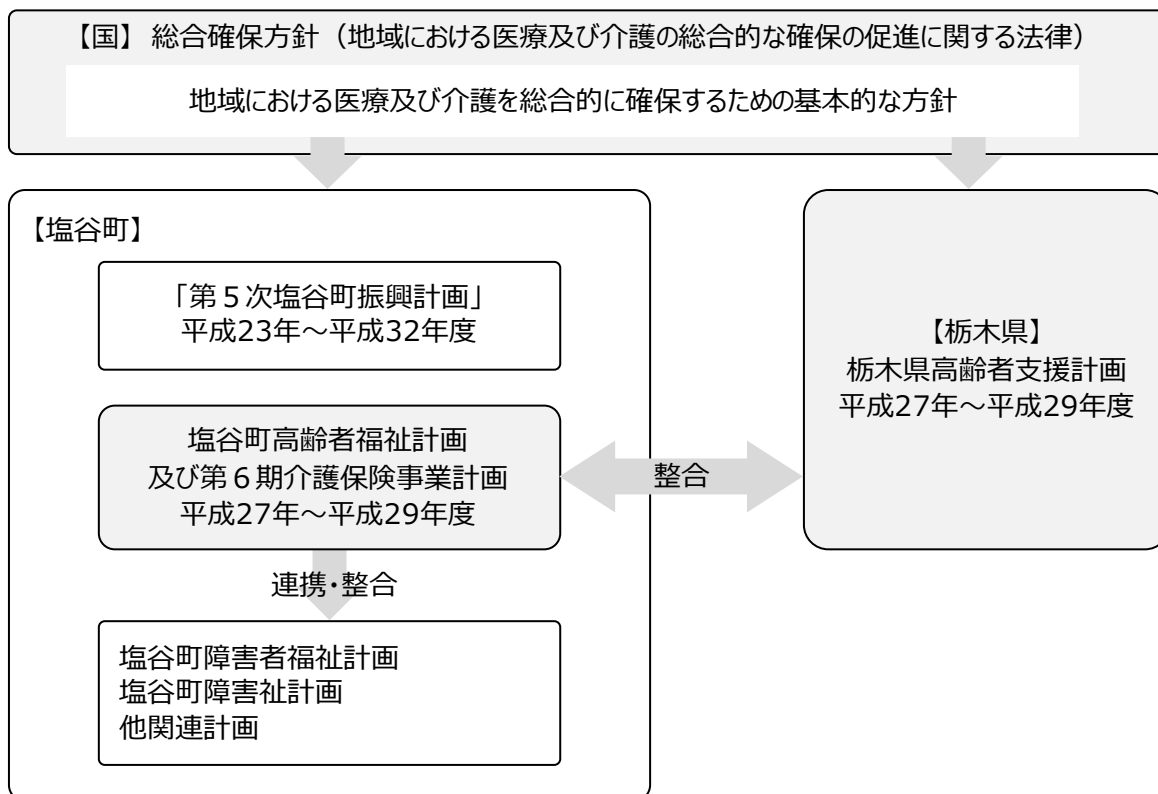 【国】 総合確保方針（地域における医療及び介護の総合的な確保の促進に関する法律）
地域における医療及び介護を総合的に確保するための基本的な方針
【塩谷町】
「第５次塩谷町振興計画」
平成23年～平成32年度
塩谷町高齢者福祉計画
及び第６期介護保険事業計画
平成27年～平成29年度
整合
【栃木県】
栃木県高齢者支援計画
平成27年～平成29年度
連携・整合
塩谷町障害者福祉計画
塩谷町障害祉計画
他関連計画